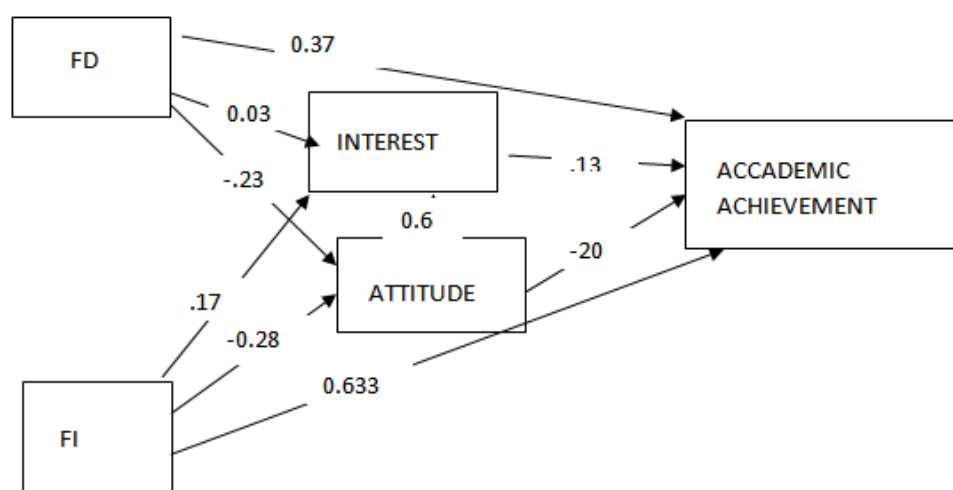 FD
0.37
0.03
INTEREST
.13
ACCADEMIC
ACHIEVEMENT
-.23
0.6
-20
ATTITUDE
.17
-0.28
0.633
FI